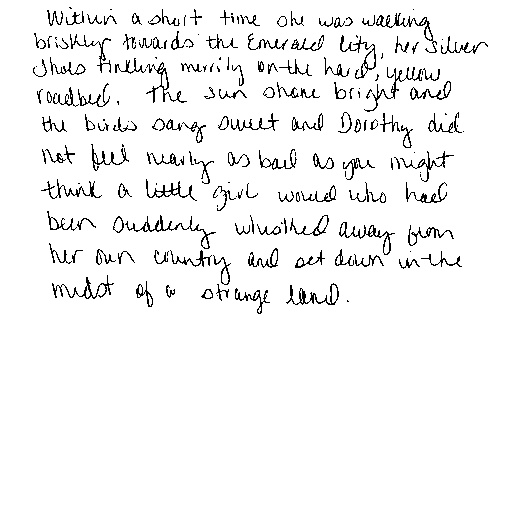 Within a short time she was walking
briskly towards the Emerald City, her Silver
Shoes tinkling merrily on the hard, yellow
roadbed. The sun shone bright and
the birds sang sweet and Dorothy did
not feel nearly as bad as you might
think a little girl would who had
been suddenly whisked away from
her own country and set down in the
midst of a strange land.